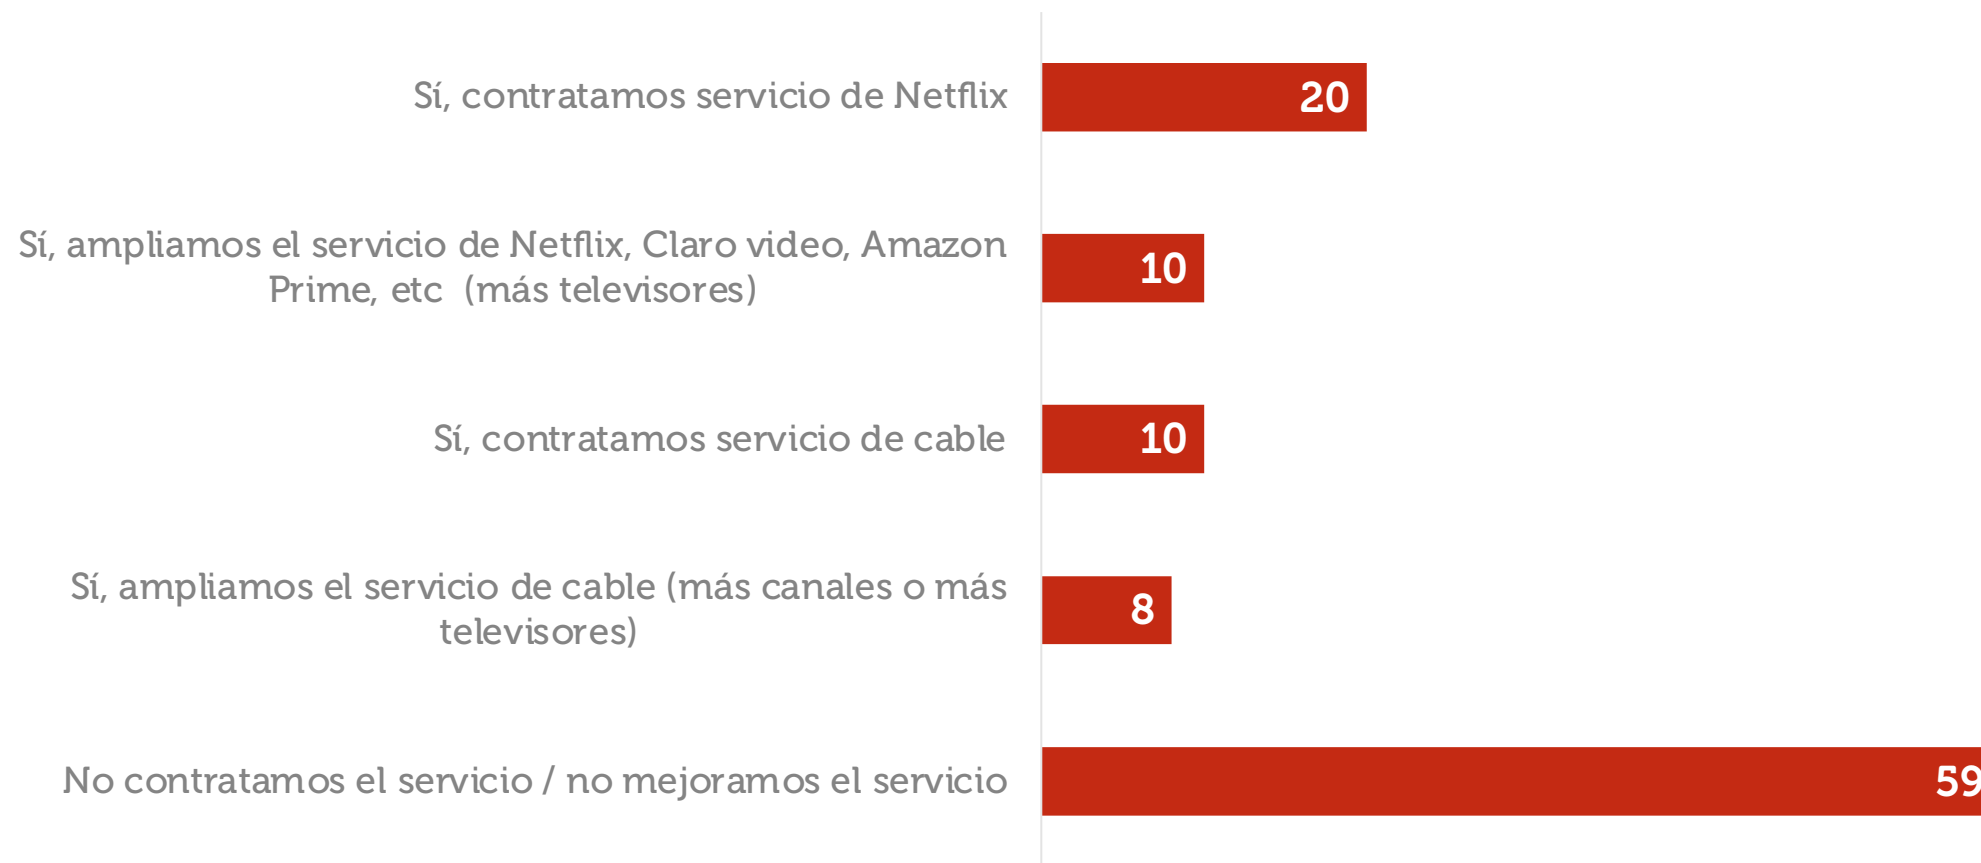 Sí, contratamos servicio de Netflix
20
Sí, ampliamos el servicio de Netflix, Claro video, Amazon
Prime, etc  (más televisores)
10
Sí, contratamos servicio de cable
10
Sí, ampliamos el servicio de cable (más canales o más
televisores)
8
No contratamos el servicio / no mejoramos el servicio
59